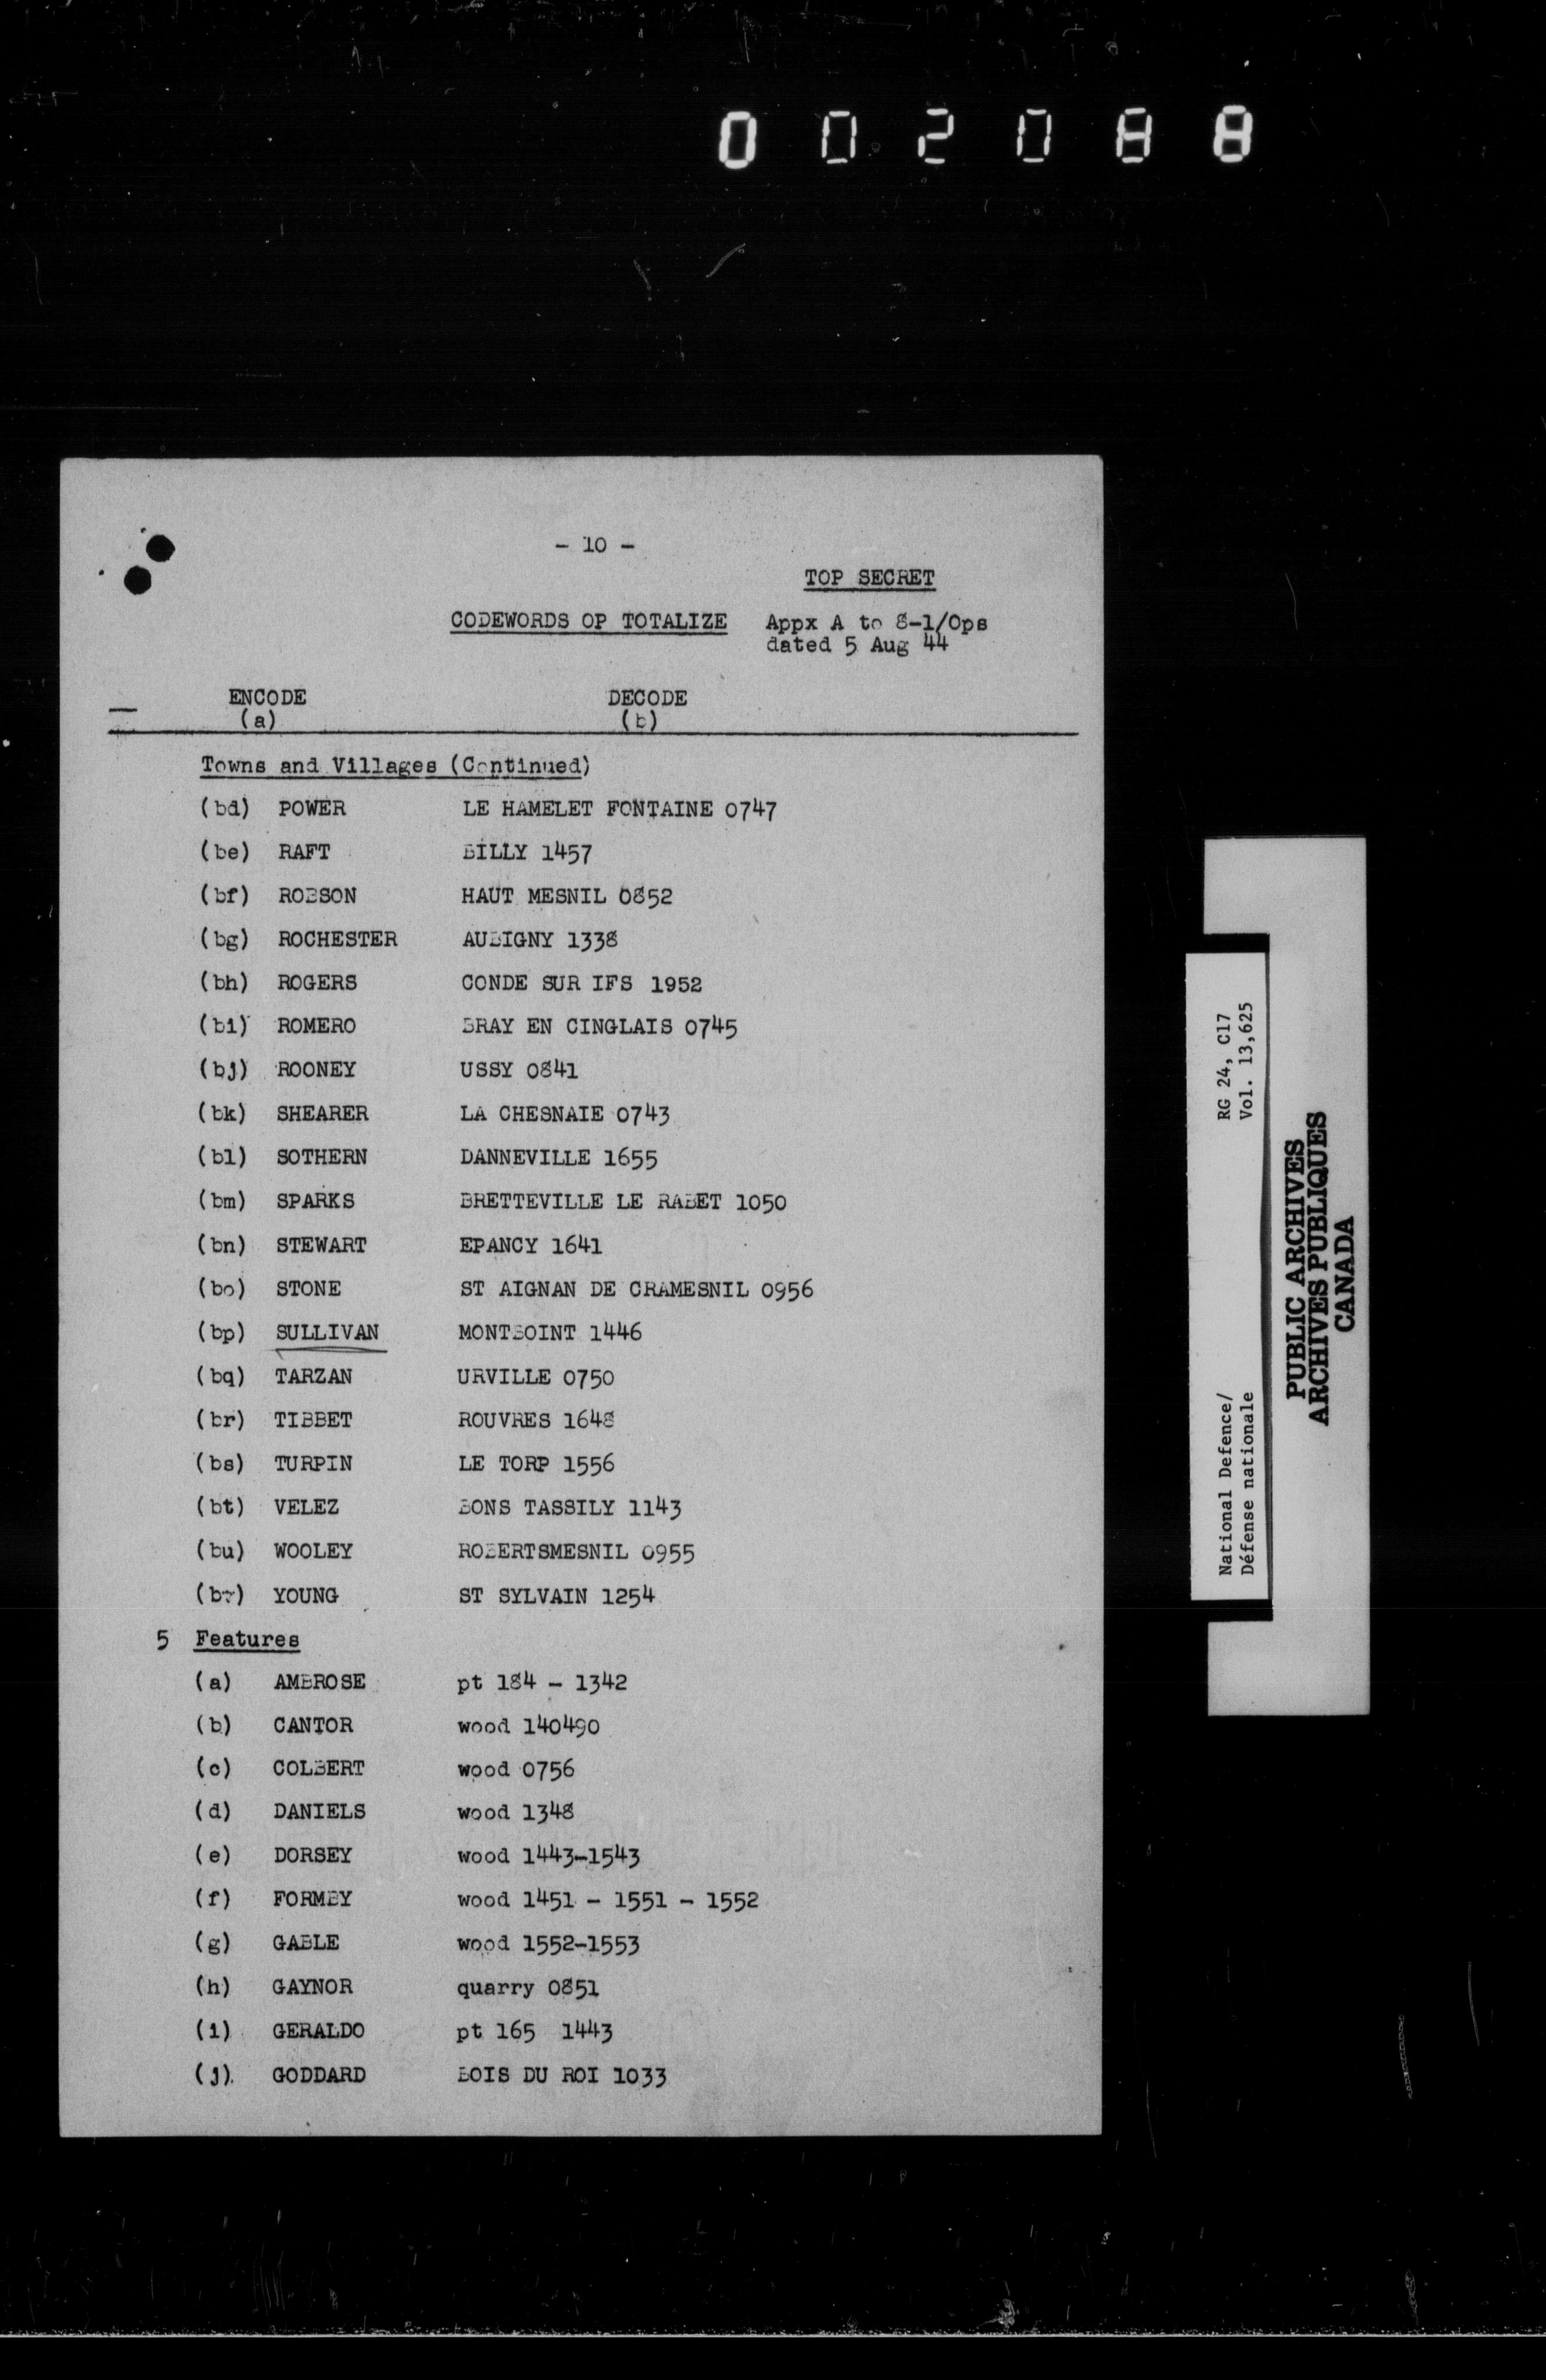 002088
- 10 -
TOP SECRET
CODEWORDS OP TOTALIZE Appx A to 8-1/Ops
dated 5 Aug 44
ENCODE DECODE
(a) (b)
Towns and Villages (Continued)
(bd) POWER LE HAMELET FONTAINE 0747
(be) RAFT BILLY 1457
(bf) ROBSON HAUT MESNIL 0852
(bg) ROCHESTER AUBIGNY 1338
(bh) ROGERS CONDE SUR IFS 1952
(bi) ROMERO BRAY EN CINGLAIS 0745
(bj) ROONEY USSY 0841
(bk) SHEARER LA CHESNAIE 0743
(bl) SOTHERN DANNEVILLE 1655
(bm) SPARKS BRETTEVILLE LE RABET 1050
(bn) STEWART EPANCY 1641
(bo) STONE ST AIGNAN DE CRAMESNIL 0956
(bp) SULLIVAN MONTBOINT 1446
(bq) TARZAN URVILLE 0750
(br) TIBBET ROUVRES 1648
(bs) TURPIN LE TORP 1556
(bt) VELEZ BONS TASSILY 1143
(bu) WOOLEY ROBERTSMESNIL 0955
(bv) YOUNG ST SYLVAIN 1254
5 Features
(a) AMBROSE pt 184 - 1342
(b) CANTOR wood 140490
(c) COLBERT wood 0756
(d) DANIELS wood 1348
(e) DORSEY wood 1443-1543
(f) FORMBY wood 1451 - 1551 - 1552
(g) GABLE wood 1552-1553
(h) GAYNOR quarry 0851
(i) GERALDO pt 165 1443
(j) GODDARD BOIS DU ROI 1033
National Defence/ RG 24, C17
Défense nationale Vol. 13,625
PUBLIC ARCHIVES
ARCHIVES PUBLIQUES
CANADA